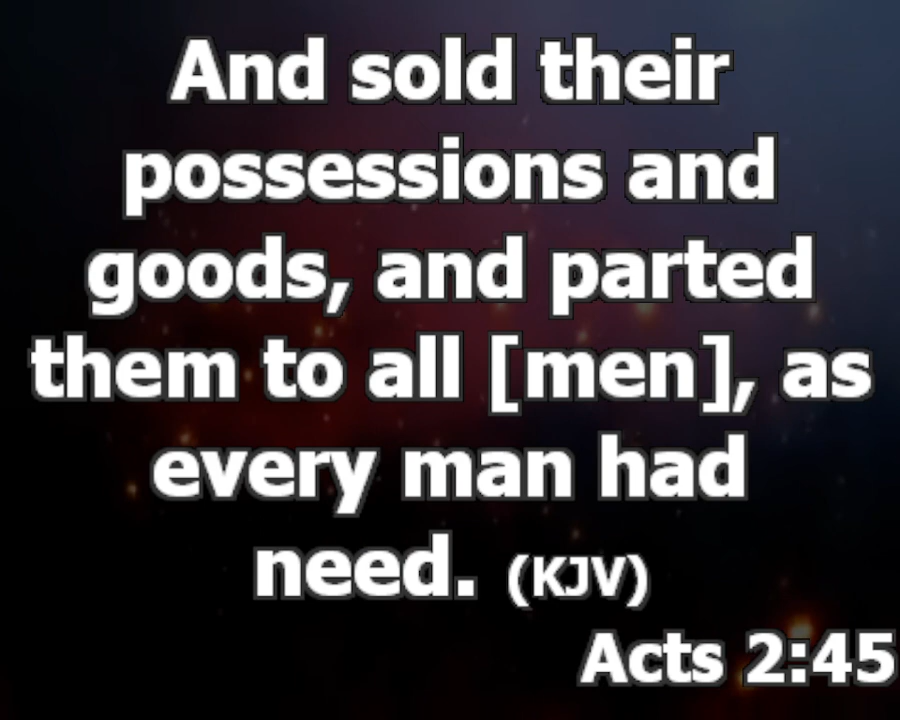 And sold their
possessions and
goods, and parted
them to all [men], as
every man had
need. (KJV)
Acts 2:45